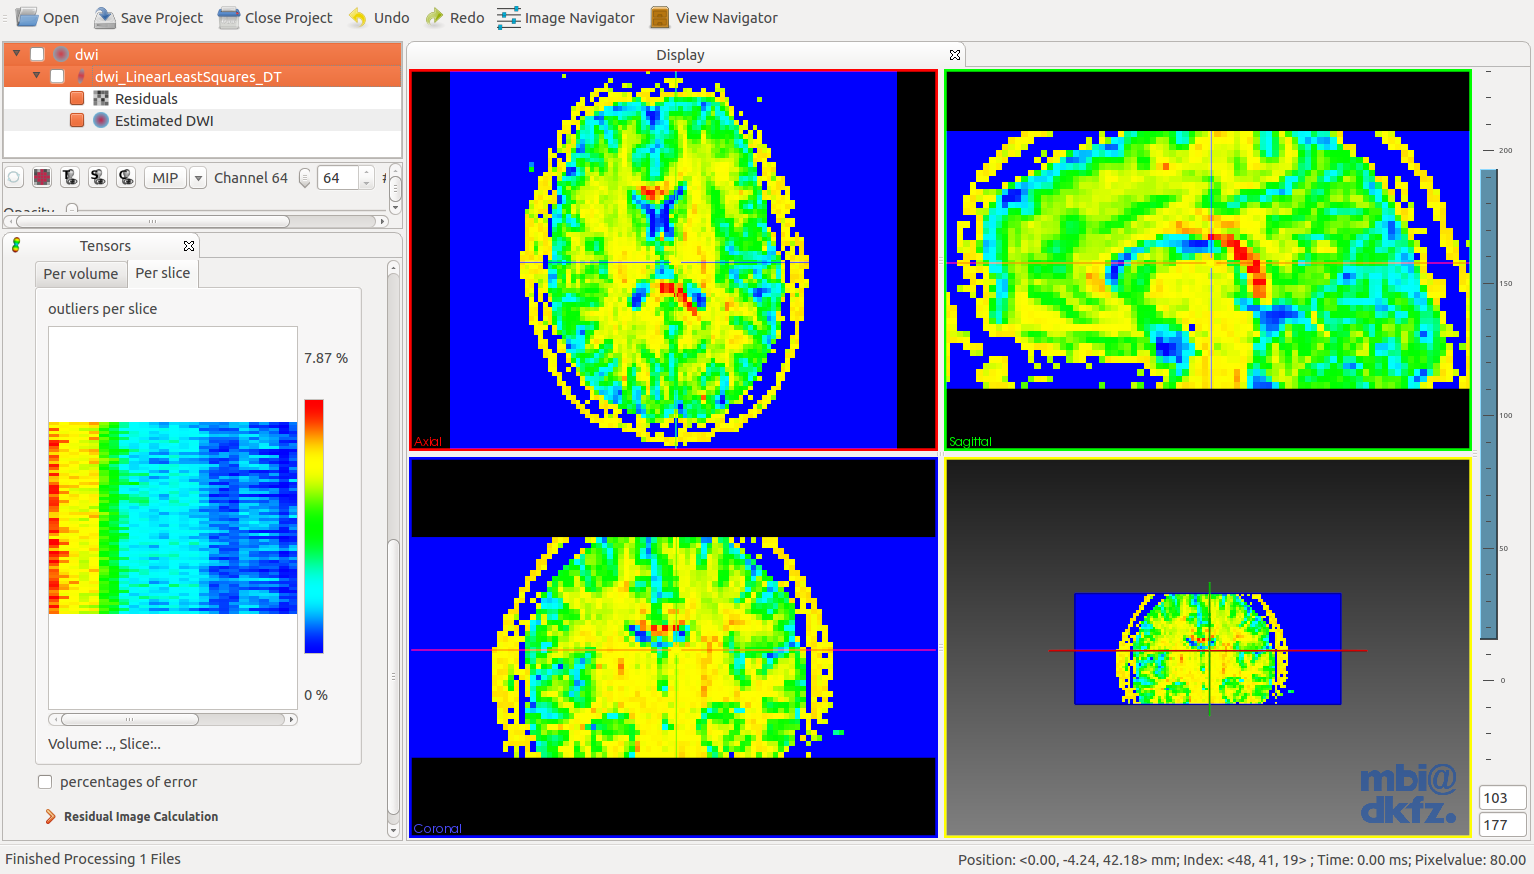 Open Save Project Close Project Undo Redo Image Navigator View Navigator
dwi
dwi_LinearLeastSquares_DT
Residuals
Estimated DWI
MIP Channel 64 64
Tensors
Per volume Per slice
outliers per slice
7.87 %
0 %
Volume: .., Slice:..
percentages of error
Residual Image Calculation
Display
Axial
Sagittal
Coronal
mbi@
dkfz.
200
150
100
50
0
103
177
Finished Processing 1 Files
Position: <0.00, -4.24, 42.18> mm; Index: <48, 41, 19> ; Time: 0.00 ms; Pixelvalue: 80.00